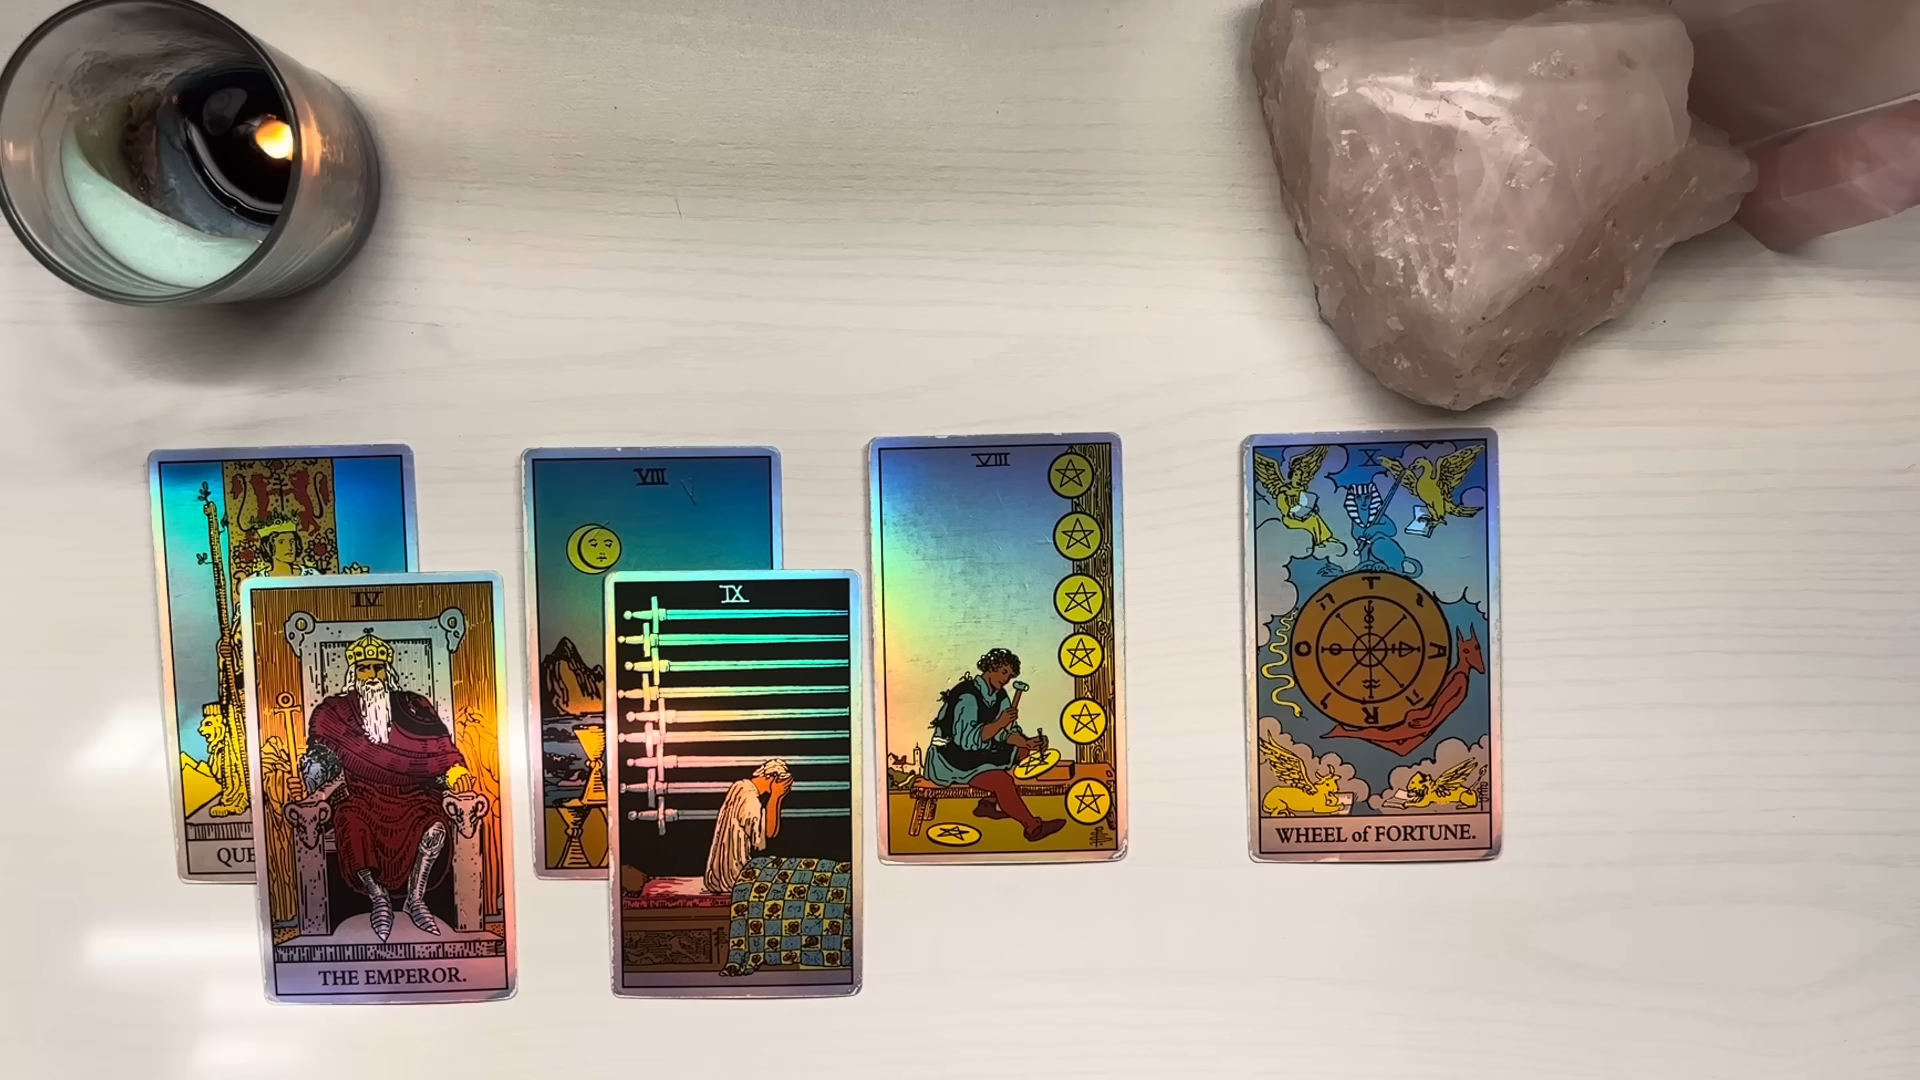 VIII
VIII
X
IX
IV
QUE
THE EMPEROR.
WHEEL of FORTUNE.
T
A
R
O